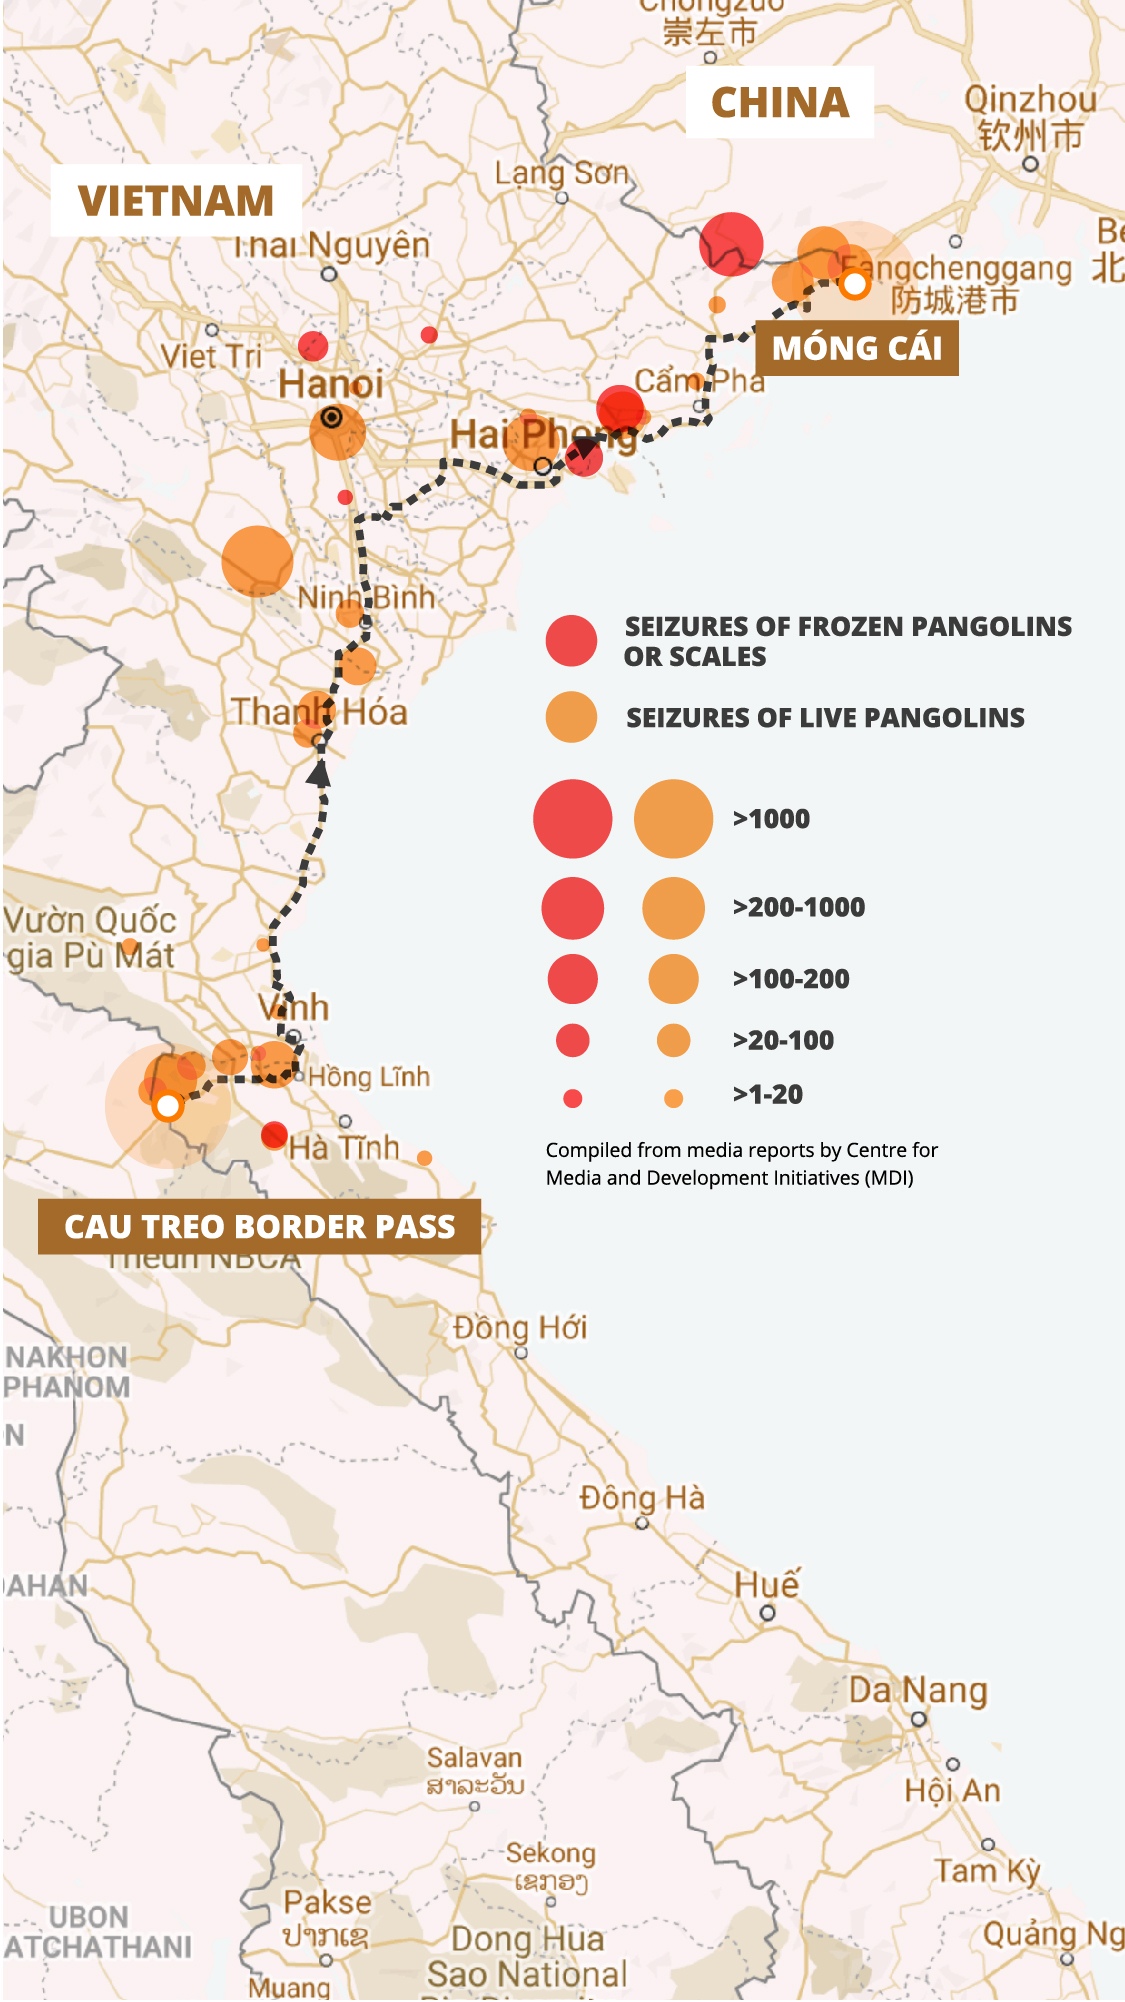 Chongzuo
崇左市
CHINA
Qinzhou
钦州市
Lạng Sơn
VIETNAM
Thái Nguyên
Fangchenggang
防城港市
MÓNG CÁI
Viet Tri
Hanoi
Cẩm Phả
Hai Phong
Ninh Bình
SEIZURES OF FROZEN PANGOLINS
OR SCALES
Thanh Hóa
SEIZURES OF LIVE PANGOLINS
>1000
Vườn Quốc
gia Pù Mát
>200-1000
>100-200
Vinh
>20-100
Hồng Lĩnh
>1-20
Hà Tĩnh
Compiled from media reports by Centre for
Media and Development Initiatives (MDI)
CAU TREO BORDER PASS
Theun NBCA
Đồng Hới
NAKHON
PHANOM
Đông Hà
AHAN
Huế
Da Nang
Salavan
ສາລະວັນ
Hội An
Sekong
ເຊກອງ
Tam Kỳ
Pakse
ປາກເຊ
UBON
ATCHATHANI
Dong Hua
Sao National
Quảng Ng
Muang